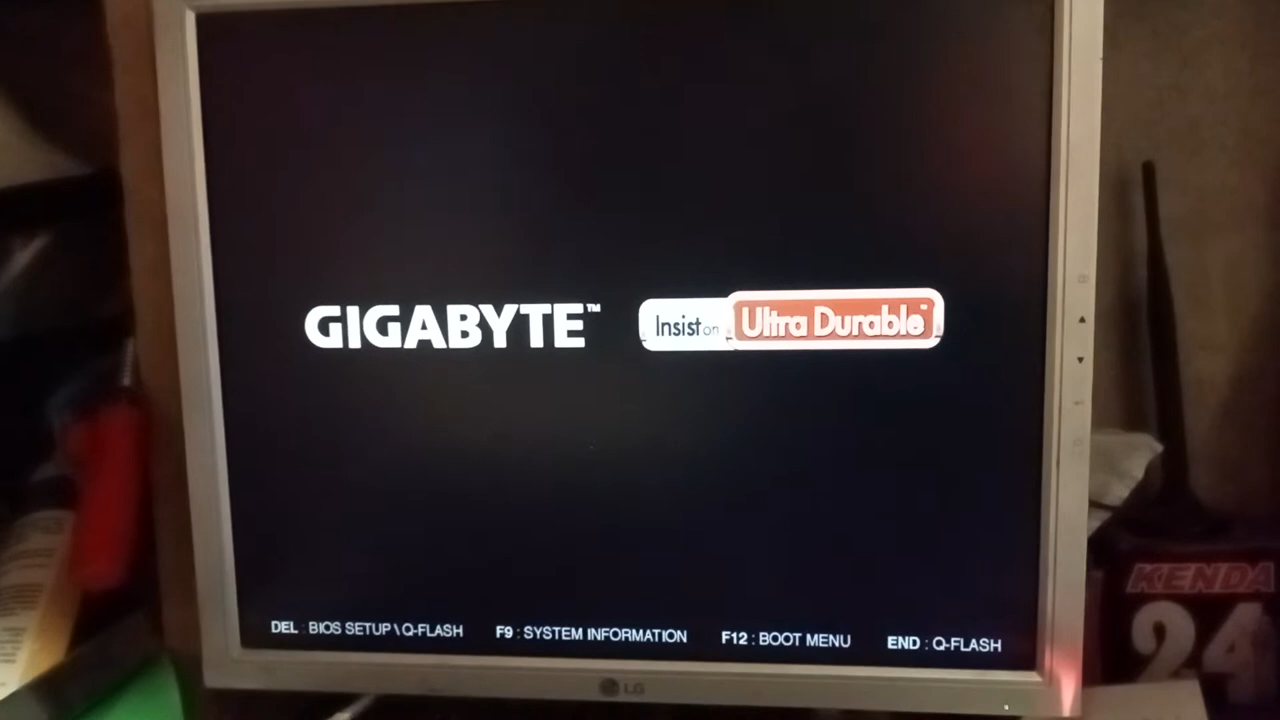 GIGABYTE™ Insist on Ultra Durable™
DEL : BIOS SETUP \ Q-FLASH F9 : SYSTEM INFORMATION F12 : BOOT MENU END : Q-FLASH
LG
KENDA
24